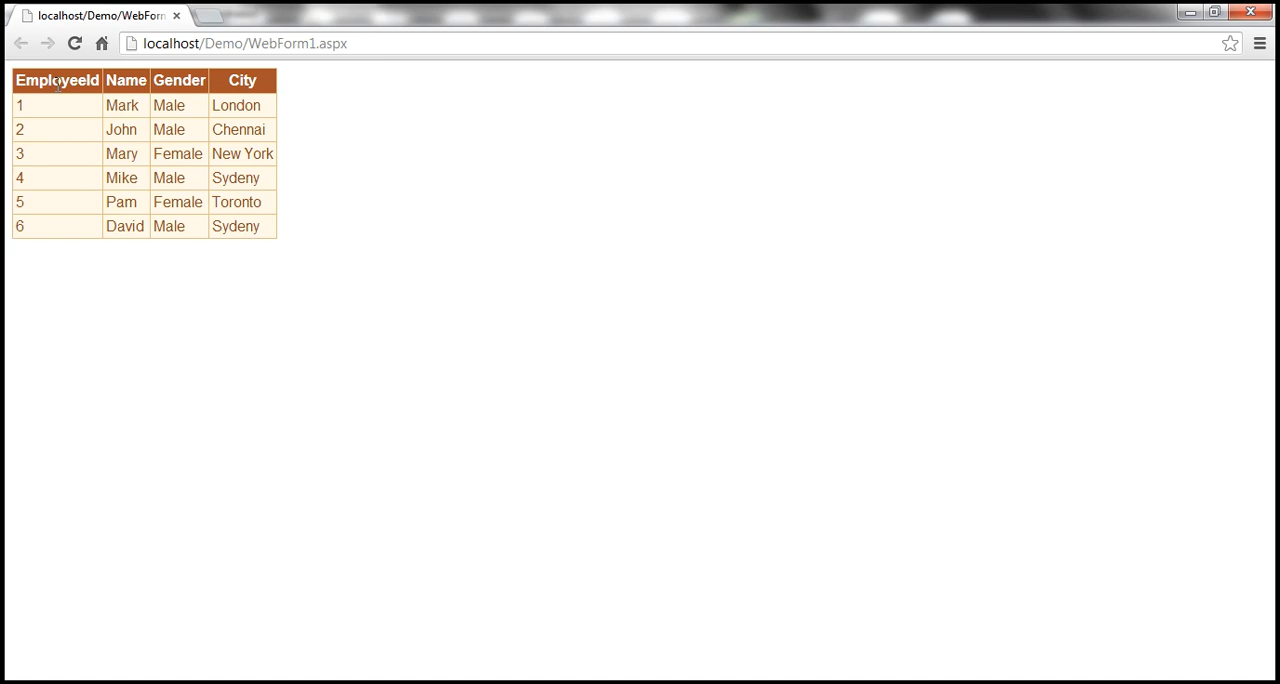 localhost/Demo/WebForm
localhost/Demo/WebForm1.aspx
EmployeeId Name Gender City
1 Mark Male London
2 John Male Chennai
3 Mary Female New York
4 Mike Male Sydeny
5 Pam Female Toronto
6 David Male Sydeny